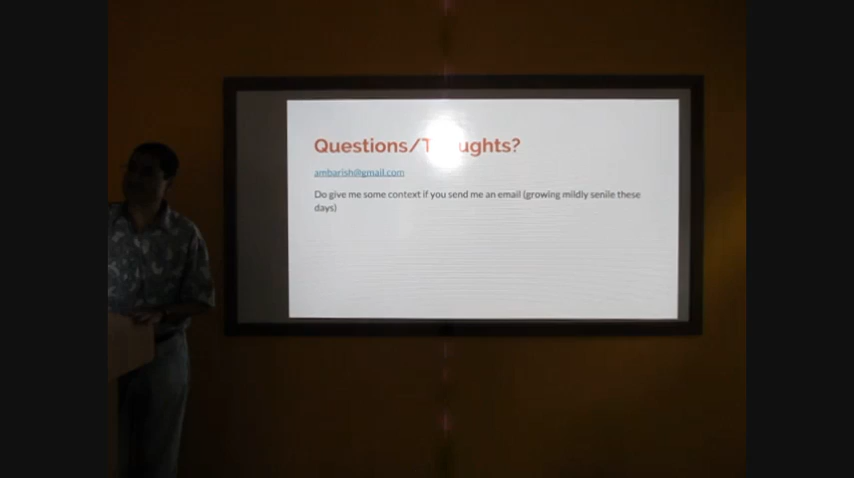 Questions/Thoughts?
ambarish@gmail.com
Do give me some context if you send me an email (growing mildly senile these
days)